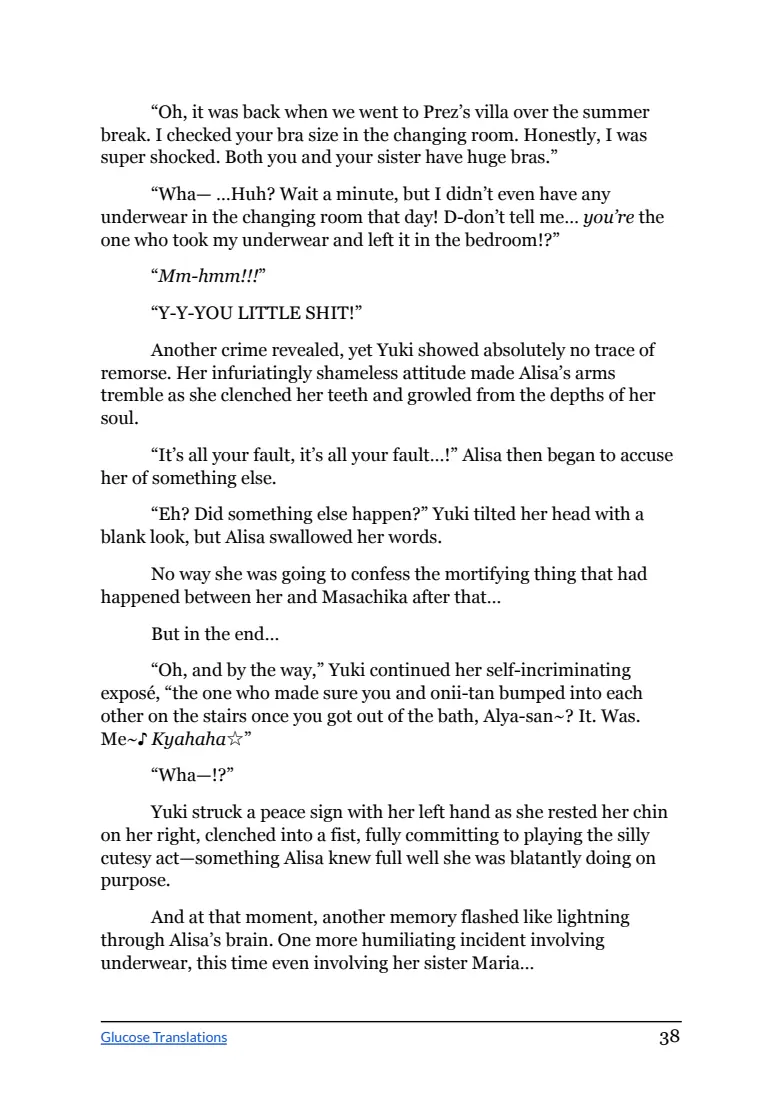 “Oh, it was back when we went to Prez’s villa over the summer
break. I checked your bra size in the changing room. Honestly, I was
super shocked. Both you and your sister have huge bras.”
“Wha— …Huh? Wait a minute, but I didn’t even have any
underwear in the changing room that day! D-don’t tell me… you’re the
one who took my underwear and left it in the bedroom!?”
“Mm-hmm!!!”
“Y-Y-YOU LITTLE SHIT!”
Another crime revealed, yet Yuki showed absolutely no trace of
remorse. Her infuriatingly shameless attitude made Alisa’s arms
tremble as she clenched her teeth and growled from the depths of her
soul.
“It’s all your fault, it’s all your fault…!” Alisa then began to accuse
her of something else.
“Eh? Did something else happen?” Yuki tilted her head with a
blank look, but Alisa swallowed her words.
No way she was going to confess the mortifying thing that had
happened between her and Masachika after that…
But in the end…
“Oh, and by the way,” Yuki continued her self-incriminating
exposé, “the one who made sure you and onii-tan bumped into each
other on the stairs once you got out of the bath, Alya-san~? It. Was.
Me~♪ Kyahaha☆”
“Wha—!?”
Yuki struck a peace sign with her left hand as she rested her chin
on her right, clenched into a fist, fully committing to playing the silly
cutesy act—something Alisa knew full well she was blatantly doing on
purpose.
And at that moment, another memory flashed like lightning
through Alisa’s brain. One more humiliating incident involving
underwear, this time even involving her sister Maria…
Glucose Translations
38